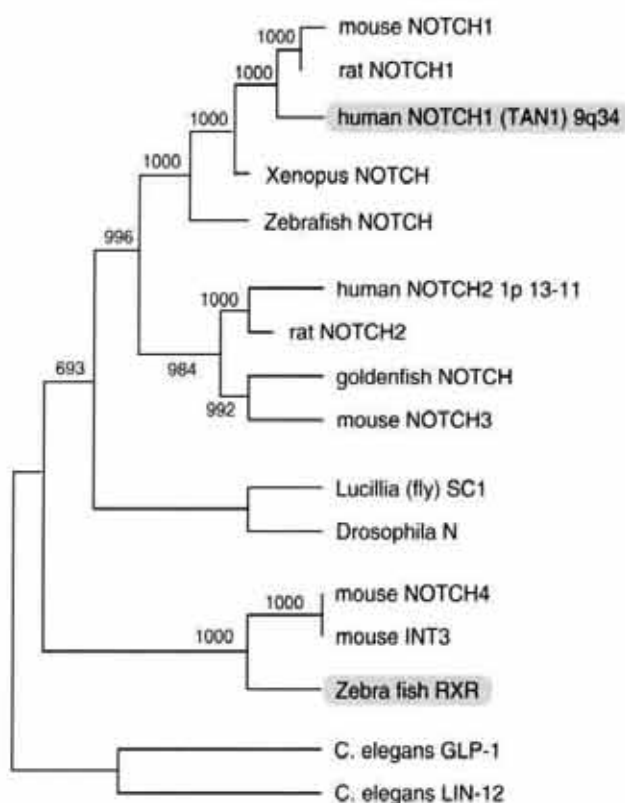 1000
mouse NOTCH1
1000
rat NOTCH1
1000
human NOTCH1 (TAN1) 9q34
1000
Xenopus NOTCH
996
Zebrafish NOTCH
1000
human NOTCH2 1p 13-11
rat NOTCH2
693
984
goldenfish NOTCH
992
mouse NOTCH3
Lucillia (fly) SC1
Drosophila N
1000
mouse NOTCH4
1000
mouse INT3
Zebra fish RXR
C. elegans GLP-1
C. elegans LIN-12